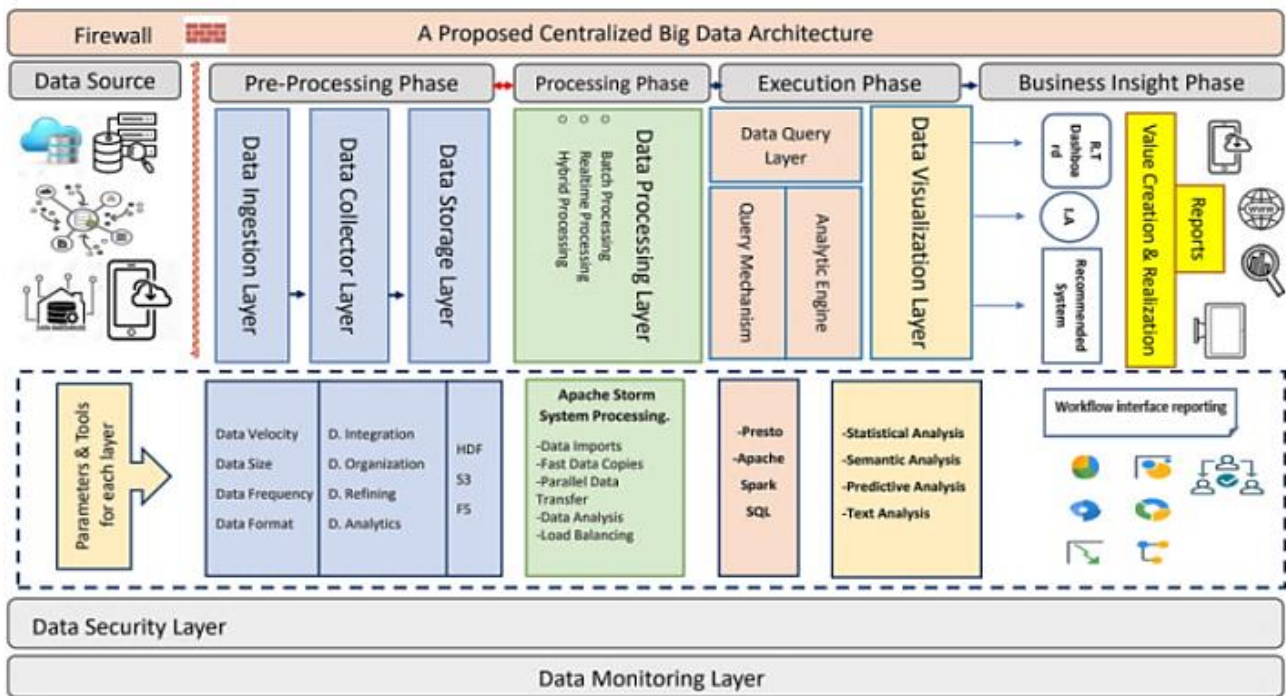 Firewall
A Proposed Centralized Big Data Architecture
Data Source
Pre-Processing Phase
Processing Phase
Execution Phase
Business Insight Phase
Data Ingestion Layer
Data Collector Layer
Data Storage Layer
Data Processing Layer
○ Batch Processing
○ Realtime Processing
○ Hybrid Processing
Data Query
Layer
Query Mechanism
Analytic Engine
Data Visualization Layer
R.T
Dashboa
rd
I.A
Recommended
System
Value Creation & Realization
Reports
WWW
Parameters & Tools
for each layer
Data Velocity
Data Size
Data Frequency
Data Format
D. Integration
D. Organization
D. Refining
D. Analytics
HDF
S3
FS
Apache Storm
System Processing.
-Data Imports
-Fast Data Copies
-Parallel Data
Transfer
-Data Analysis
-Load Balancing
-Presto
-Apache
Spark
SQL
-Statistical Analysis
-Semantic Analysis
-Predictive Analysis
-Text Analysis
Workflow interface reporting
Data Security Layer
Data Monitoring Layer